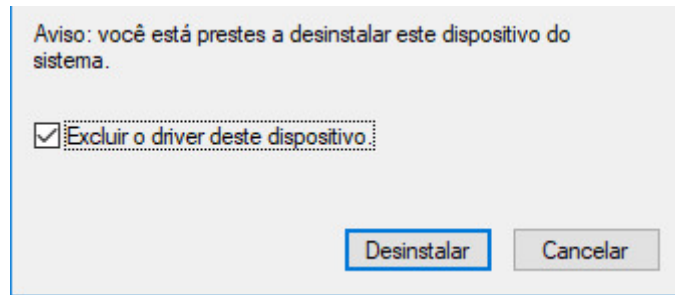 Aviso: você está prestes a desinstalar este dispositivo do
sistema.
Excluir o driver deste dispositivo.
Desinstalar
Cancelar